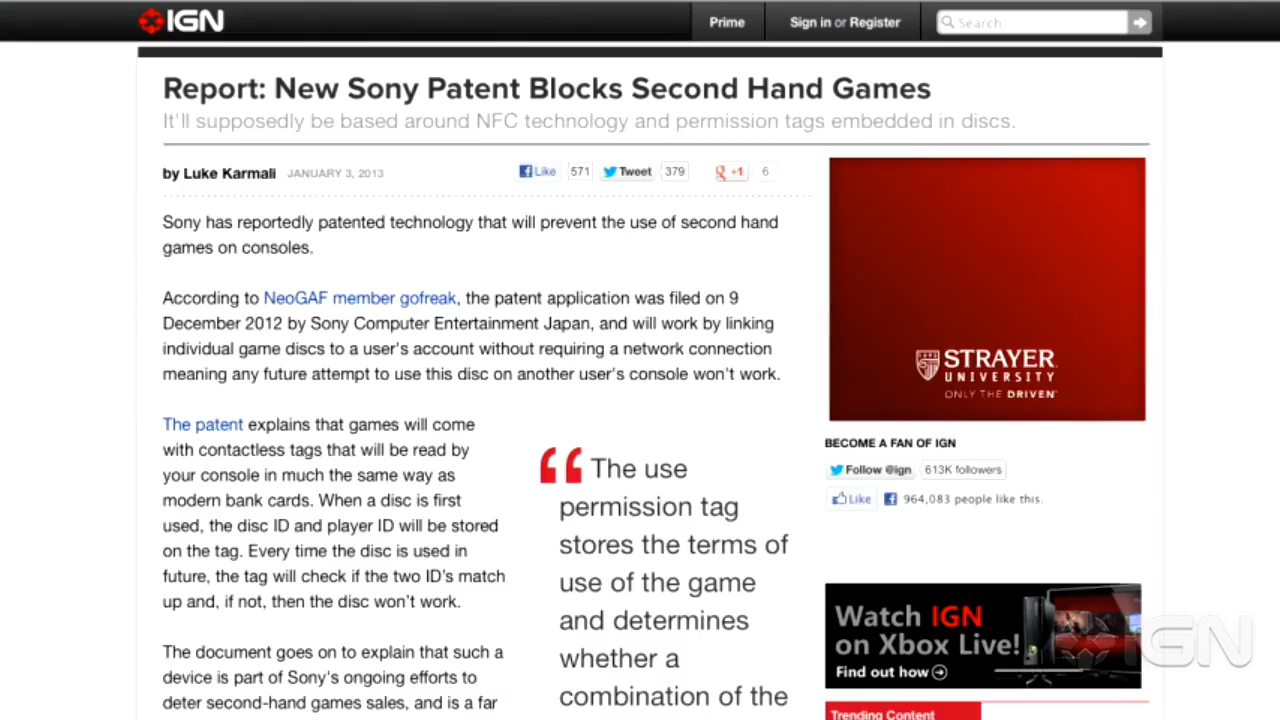 IGN
Prime
Sign in or Register
Search
Report: New Sony Patent Blocks Second Hand Games
It'll supposedly be based around NFC technology and permission tags embedded in discs.
by Luke Karmali JANUARY 3, 2013
Like 571 Tweet 379 +1 6
Sony has reportedly patented technology that will prevent the use of second hand
games on consoles.
According to NeoGAF member gofreak, the patent application was filed on 9
December 2012 by Sony Computer Entertainment Japan, and will work by linking
individual game discs to a user's account without requiring a network connection
meaning any future attempt to use this disc on another user's console won't work.
The patent explains that games will come
with contactless tags that will be read by
your console in much the same way as
modern bank cards. When a disc is first
used, the disc ID and player ID will be stored
on the tag. Every time the disc is used in
future, the tag will check if the two ID's match
up and, if not, then the disc won't work.
The document goes on to explain that such a
device is part of Sony's ongoing efforts to
deter second-hand games sales, and is a far
“ The use
permission tag
stores the terms of
use of the game
and determines
whether a
combination of the
STRAYER
UNIVERSITY
ONLY THE DRIVEN
BECOME A FAN OF IGN
Follow @ign 613K followers
Like 964,083 people like this.
Watch IGN
on Xbox Live!
Find out how
IGN
Trending Content